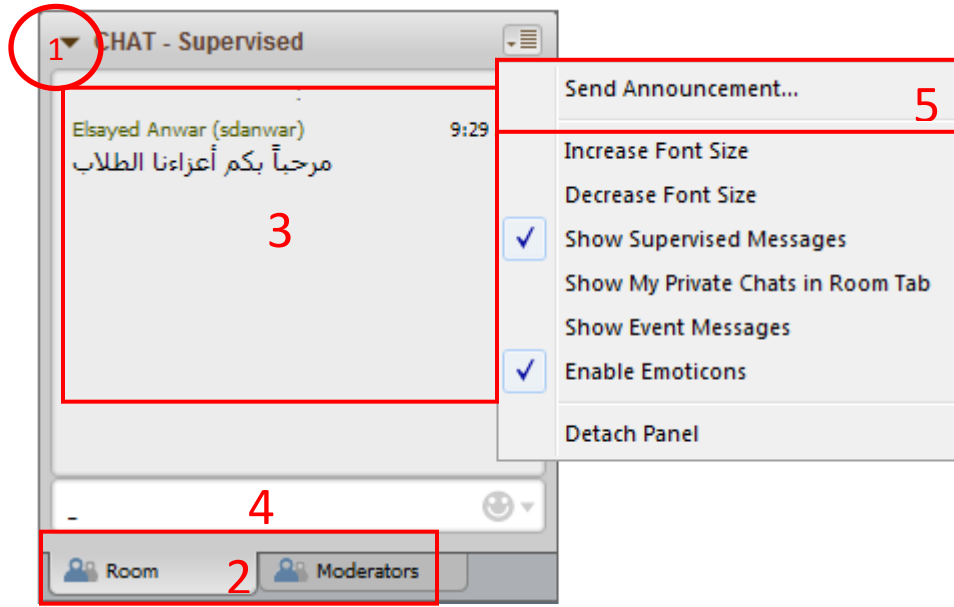 1
CHAT - Supervised
Elsayed Anwar (sdanwar) 9:29
مرحباً بكم أعزاءنا الطلاب
3
Send Announcement...
5
Increase Font Size
Decrease Font Size
Show Supervised Messages
Show My Private Chats in Room Tab
Show Event Messages
Enable Emoticons
Detach Panel
4
Room
2
Moderators